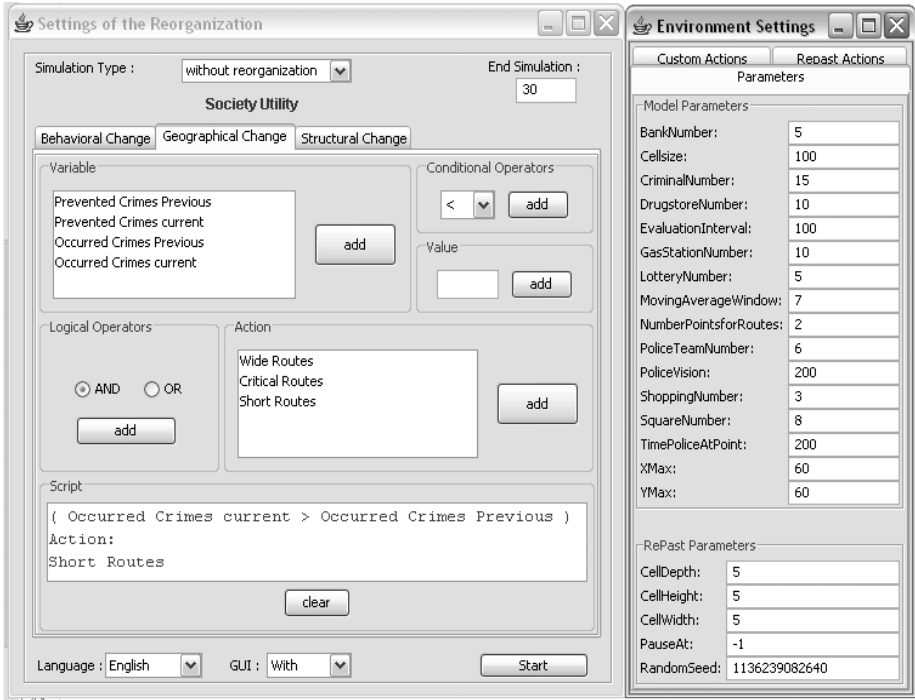 Settings of the Reorganization
Simulation Type :
without reorganization
End Simulation :
30
Society Utility
Behavioral Change
Geographical Change
Structural Change
Variable
Prevented Crimes Previous
Prevented Crimes current
Occurred Crimes Previous
Occurred Crimes current
add
Conditional Operators
<
add
Value
add
Logical Operators
AND
OR
add
Action
Wide Routes
Critical Routes
Short Routes
add
Script
( Occurred Crimes current > Occurred Crimes Previous )
Action:
Short Routes
clear
Language : English
GUI : With
Start
Environment Settings
Custom Actions
Repast Actions
Parameters
Model Parameters
BankNumber: 5
Cellsize: 100
CriminalNumber: 15
DrugstoreNumber: 10
EvaluationInterval: 100
GasStationNumber: 10
LotteryNumber: 5
MovingAverageWindow: 7
NumberPointsforRoutes: 2
PoliceTeamNumber: 6
PoliceVision: 200
ShoppingNumber: 3
SquareNumber: 8
TimePoliceAtPoint: 200
XMax: 60
YMax: 60
RePast Parameters
CellDepth: 5
CellHeight: 5
CellWidth: 5
PauseAt: -1
RandomSeed: 1136239082640